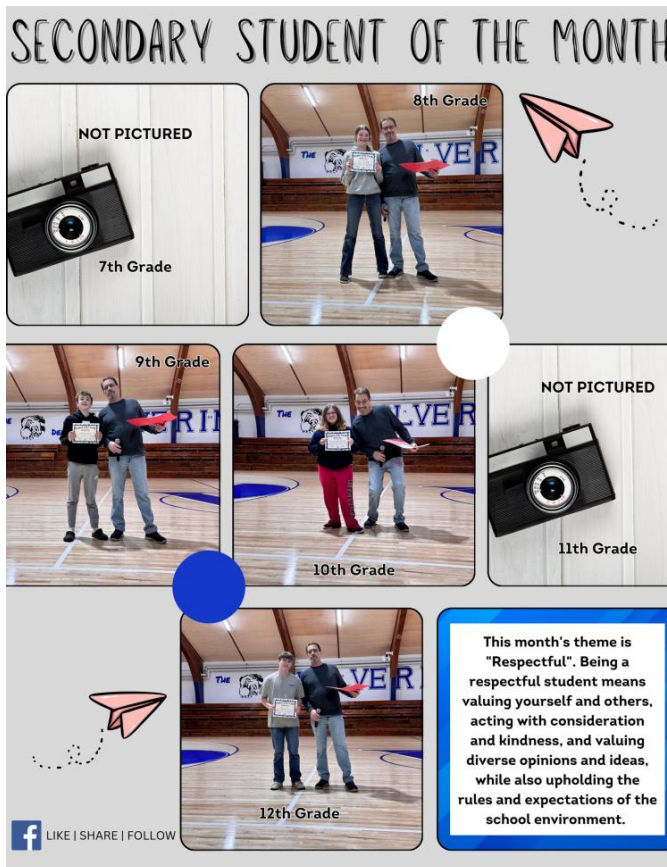 SECONDARY STUDENT OF THE MONTH
NOT PICTURED
7th Grade
8th Grade
THE
9th Grade
10th Grade
THE
NOT PICTURED
11th Grade
THE
12th Grade
This month's theme is
"Respectful". Being a
respectful student means
valuing yourself and others,
acting with consideration
and kindness, and valuing
diverse opinions and ideas,
while also upholding the
rules and expectations of the
school environment.
LIKE | SHARE | FOLLOW